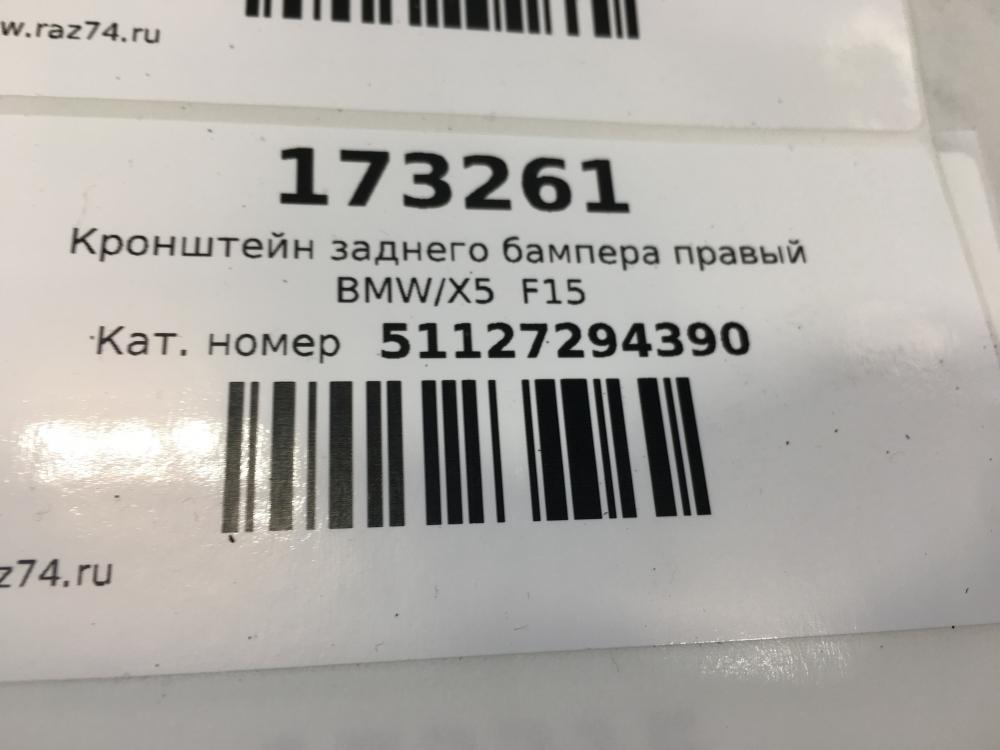 w.raz74.ru
173261
Кронштейн заднего бампера правый
BMW/X5 F15
Кат. номер 51127294390
z74.ru